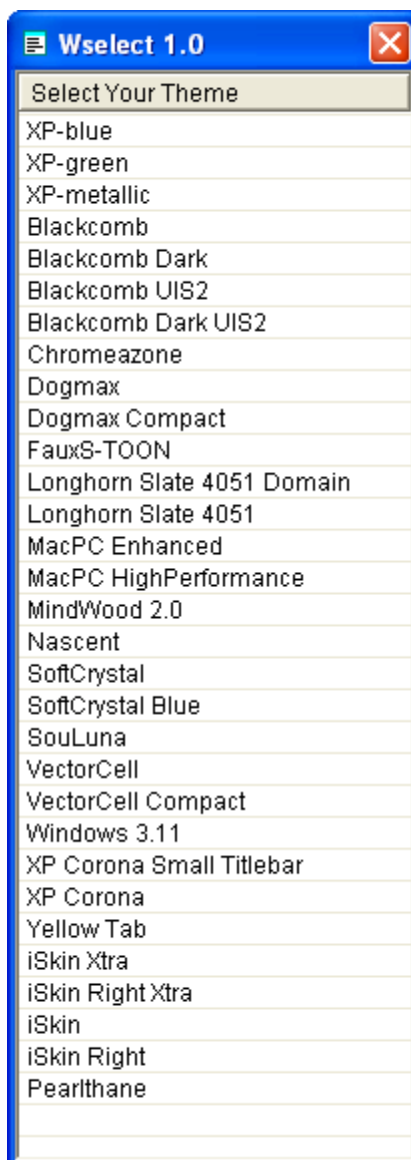 Wselect 1.0
Select Your Theme
XP-blue
XP-green
XP-metallic
Blackcomb
Blackcomb Dark
Blackcomb UIS2
Blackcomb Dark UIS2
Chromeazone
Dogmax
Dogmax Compact
FauxS-TOON
Longhorn Slate 4051 Domain
Longhorn Slate 4051
MacPC Enhanced
MacPC HighPerformance
MindWood 2.0
Nascent
SoftCrystal
SoftCrystal Blue
SouLuna
VectorCell
VectorCell Compact
Windows 3.11
XP Corona Small Titlebar
XP Corona
Yellow Tab
iSkin Xtra
iSkin Right Xtra
iSkin
iSkin Right
Pearlthane